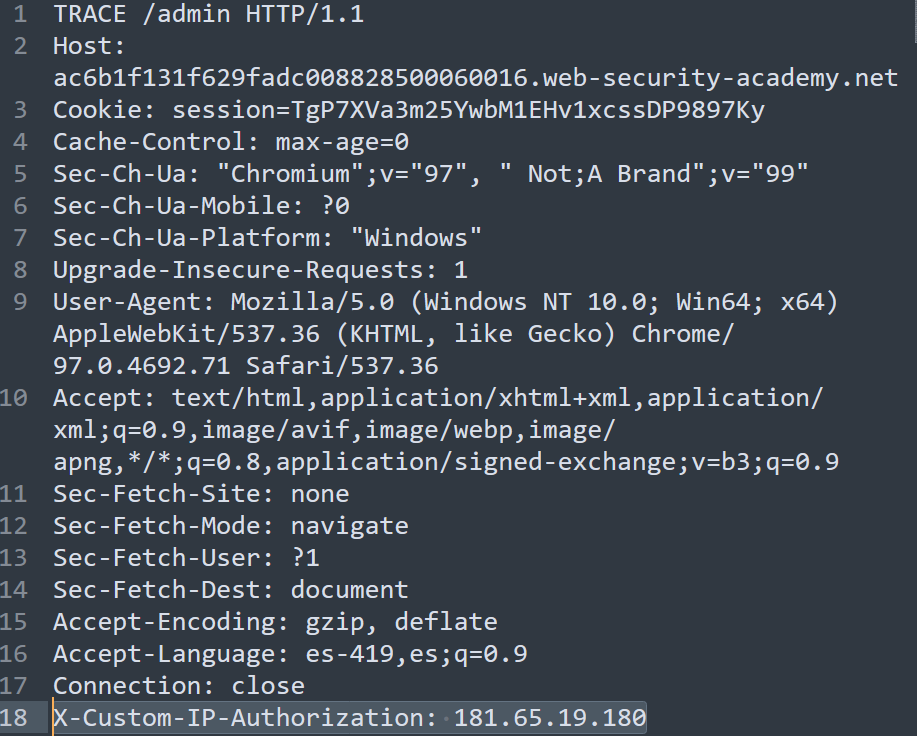 1 TRACE /admin HTTP/1.1
2 Host:
ac6b1f131f629fadc008828500060016.web-security-academy.net
3 Cookie: session=TgP7XVa3m25YwbM1EHv1xcssDP9897Ky
4 Cache-Control: max-age=0
5 Sec-Ch-Ua: "Chromium";v="97", " Not;A Brand";v="99"
6 Sec-Ch-Ua-Mobile: ?0
7 Sec-Ch-Ua-Platform: "Windows"
8 Upgrade-Insecure-Requests: 1
9 User-Agent: Mozilla/5.0 (Windows NT 10.0; Win64; x64)
AppleWebKit/537.36 (KHTML, like Gecko) Chrome/
97.0.4692.71 Safari/537.36
10 Accept: text/html,application/xhtml+xml,application/
xml;q=0.9,image/avif,image/webp,image/
apng,*/*;q=0.8,application/signed-exchange;v=b3;q=0.9
11 Sec-Fetch-Site: none
12 Sec-Fetch-Mode: navigate
13 Sec-Fetch-User: ?1
14 Sec-Fetch-Dest: document
15 Accept-Encoding: gzip, deflate
16 Accept-Language: es-419,es;q=0.9
17 Connection: close
18 X-Custom-IP-Authorization: 181.65.19.180